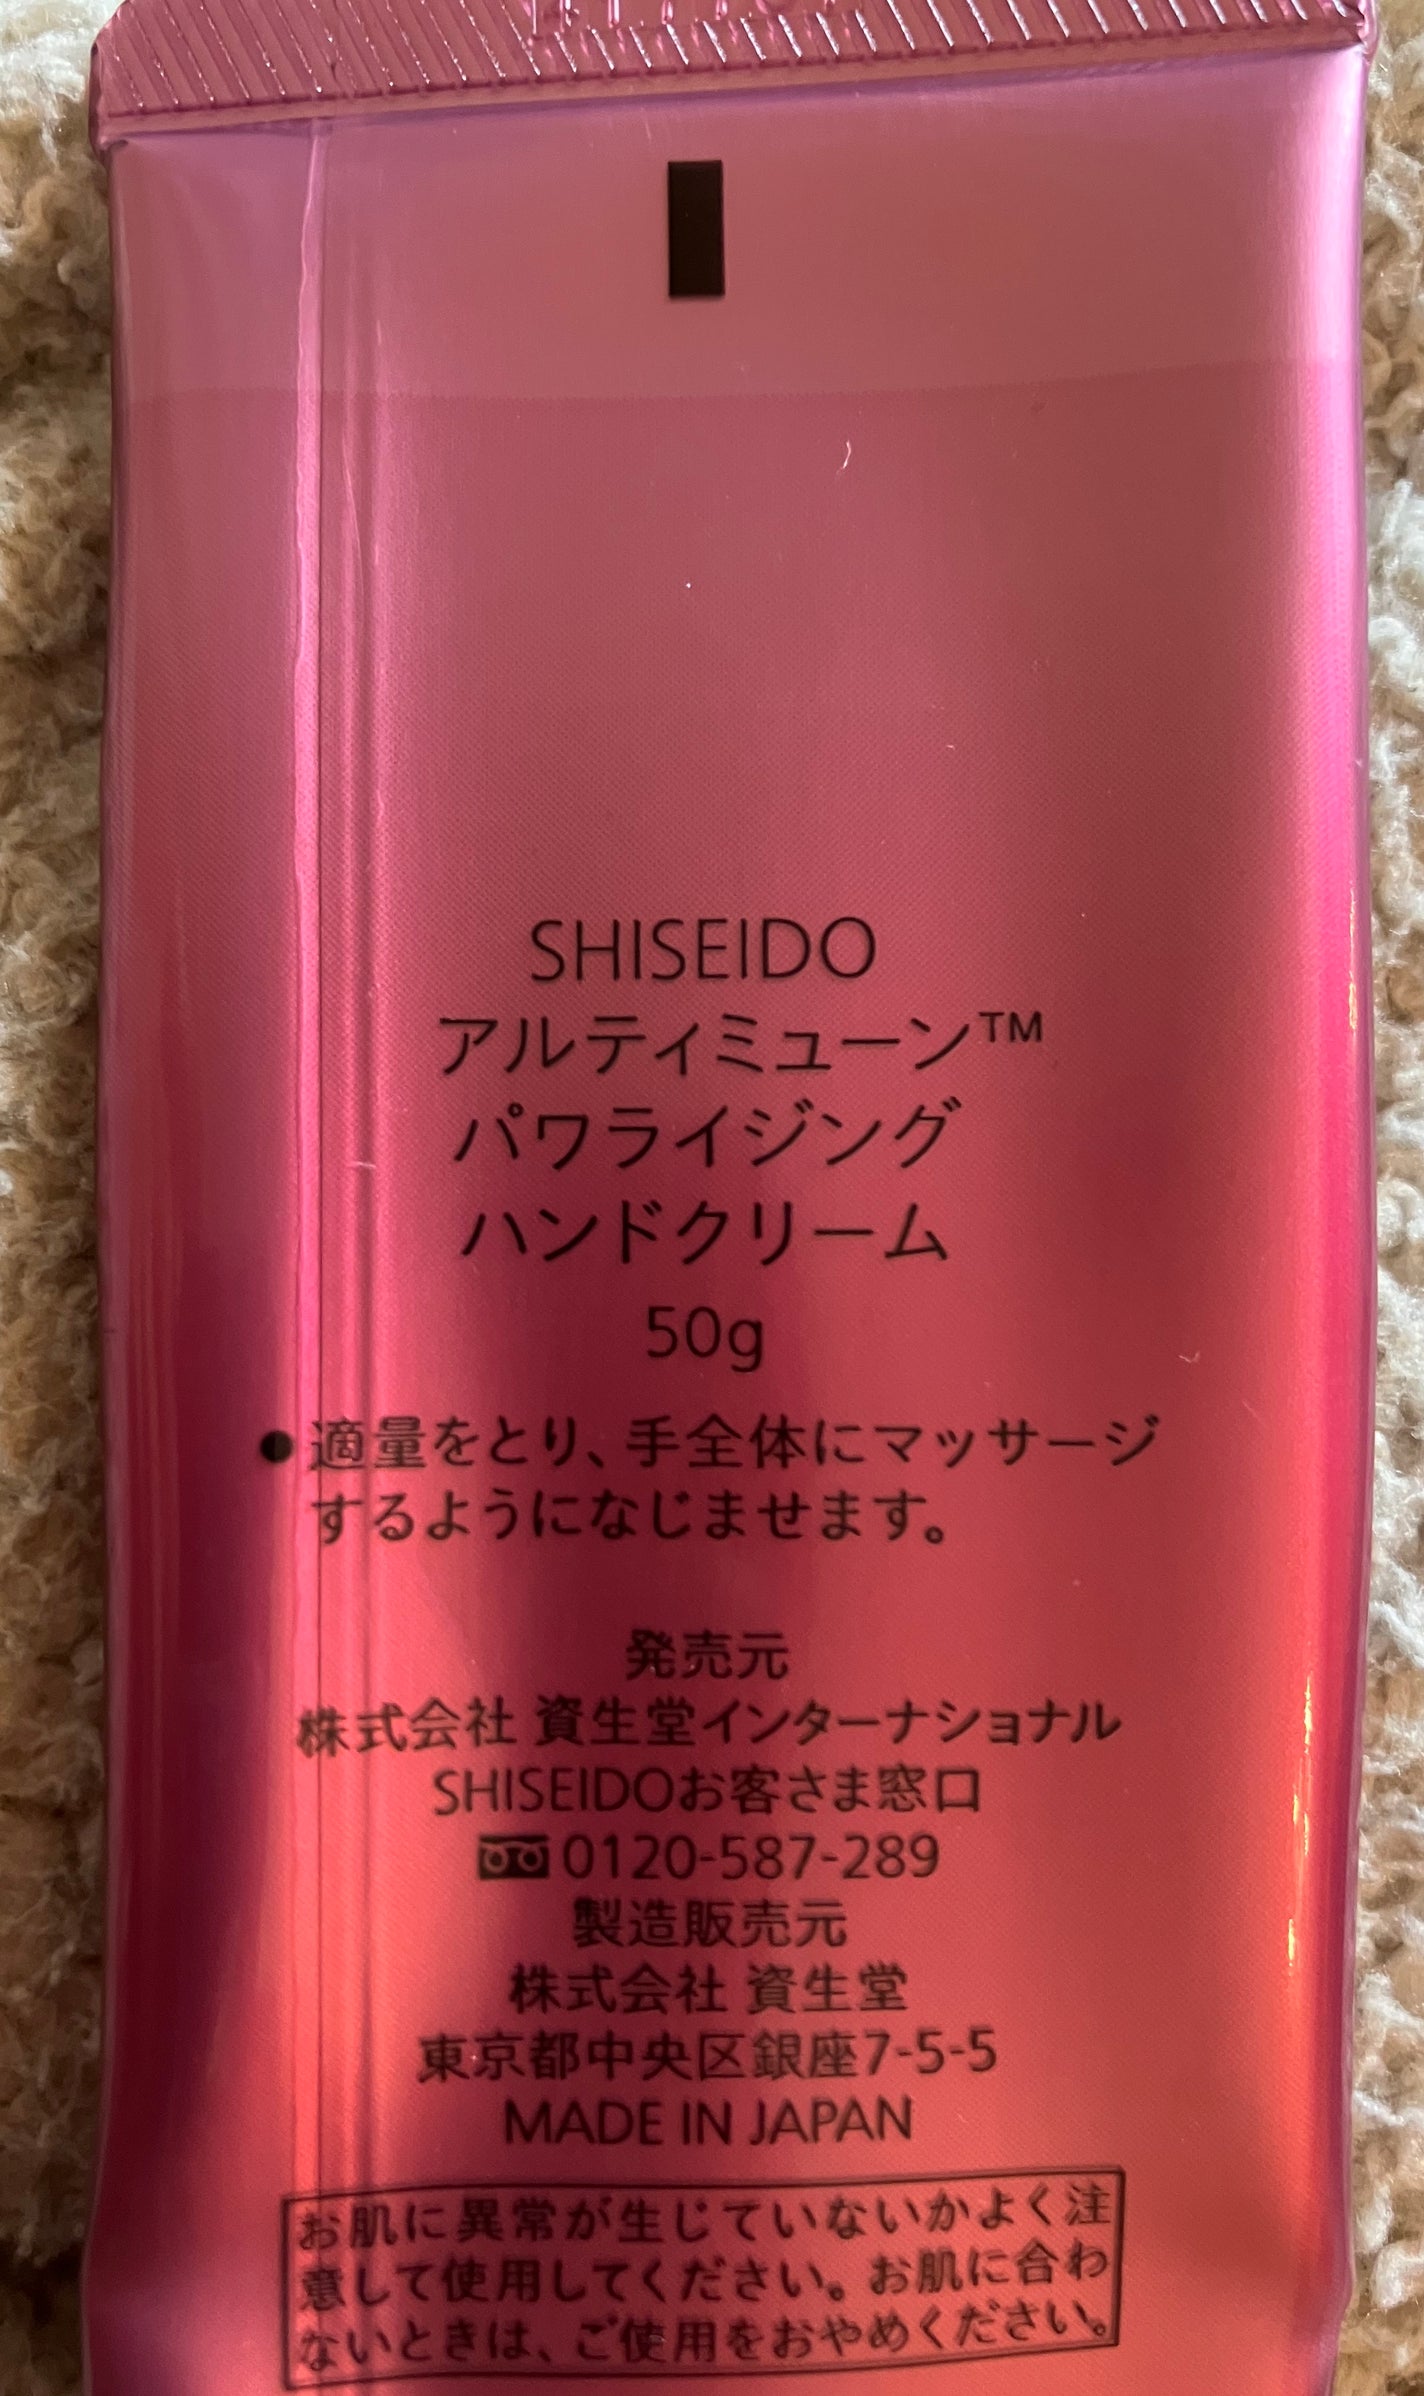 SHISEIDO
アルティミューン™
パワライジング
ハンドクリーム
50g
●適量をとり、手全体にマッサージ
するようになじませます。
発売元
株式会社 資生堂インターナショナル
SHISEIDOお客さま窓口
0120-587-289
製造販売元
株式会社 資生堂
東京都中央区銀座7-5-5
MADE IN JAPAN
お肌に異常が生じていないかよく注
意して使用してください。お肌に合わ
ないときは、ご使用をおやめください。